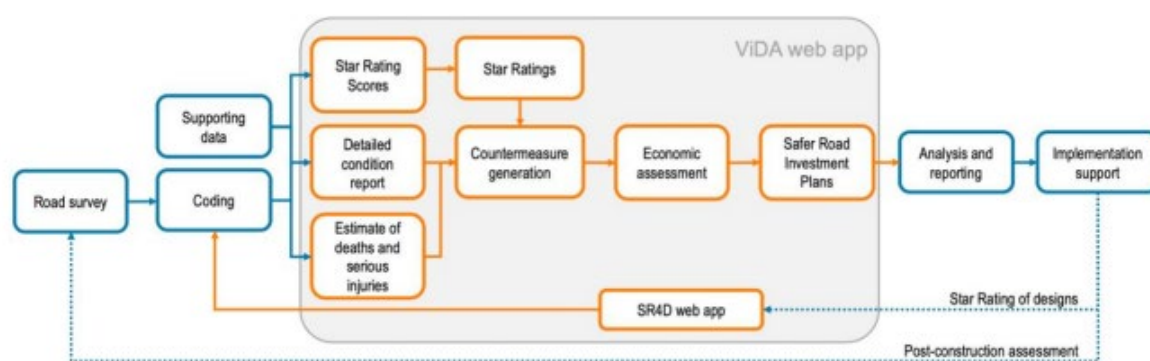 ViDA web app
Star Rating
Scores
Star Ratings
Supporting
data
Detailed
condition
report
Countermeasure
generation
Economic
assessment
Safer Road
Investment
Plans
Analysis and
reporting
Implementation
support
Road survey
Coding
Estimate of
deaths and
serious
injuries
SR4D web app
Star Rating of designs
Post-construction assessment